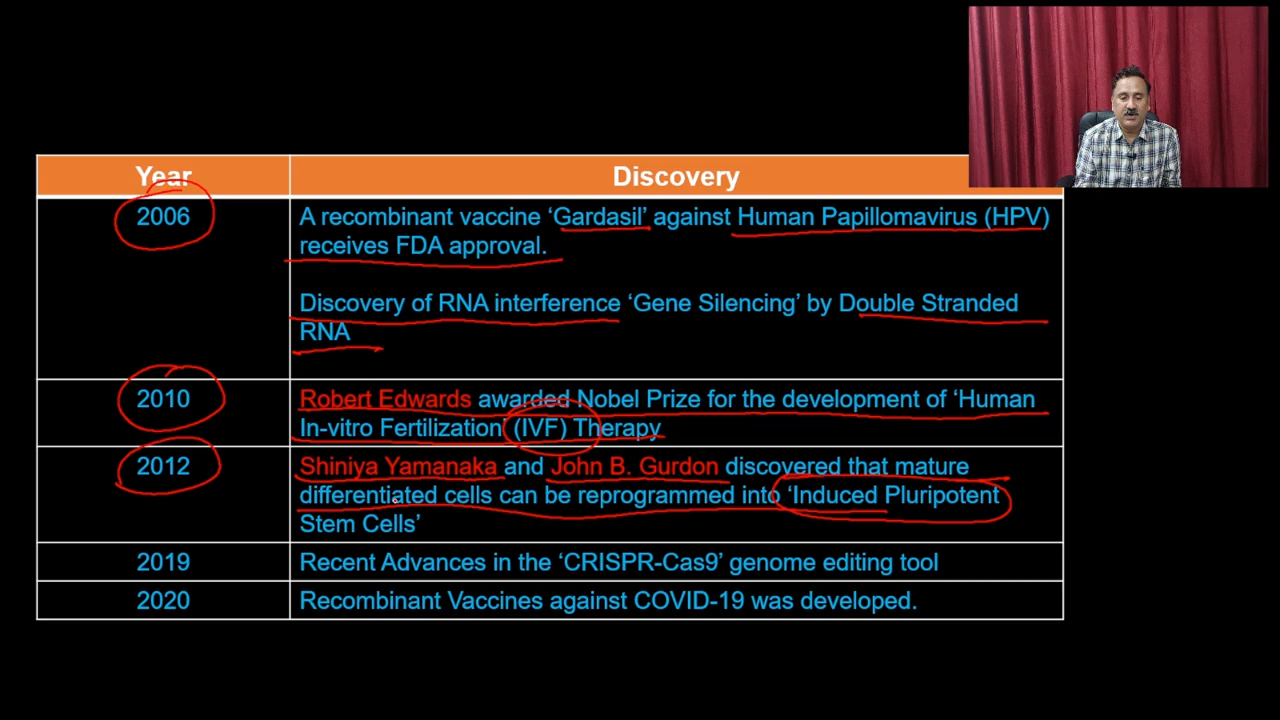 Year Discovery
2006 A recombinant vaccine ‘Gardasil’ against Human Papillomavirus (HPV)
receives FDA approval.
Discovery of RNA interference ‘Gene Silencing’ by Double Stranded
RNA
2010 Robert Edwards awarded Nobel Prize for the development of ‘Human
In-vitro Fertilization’ (IVF) Therapy
2012 Shiniya Yamanaka and John B. Gurdon discovered that mature
differentiated cells can be reprogrammed into ‘Induced Pluripotent
Stem Cells’
2019 Recent Advances in the ‘CRISPR-Cas9’ genome editing tool
2020 Recombinant Vaccines against COVID-19 was developed.